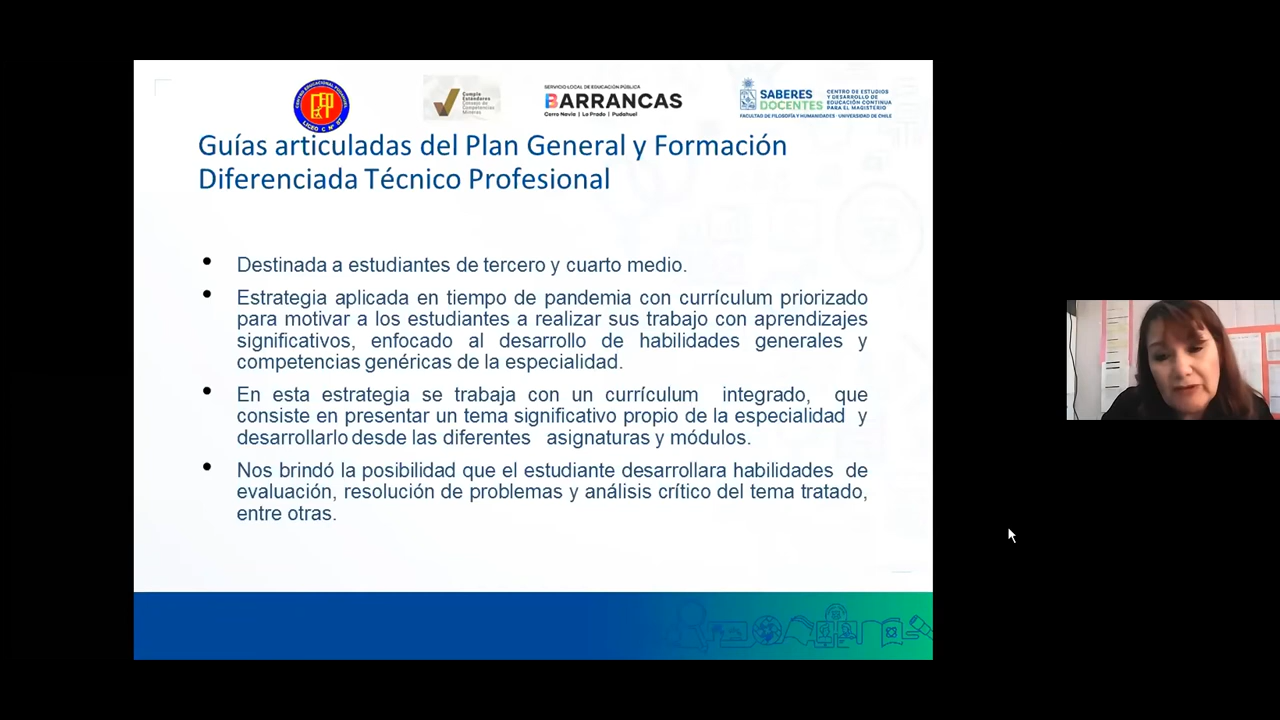 Cumple
Estándares
Consejo de
Competencias
Mineras
SERVICIO LOCAL DE EDUCACIÓN PÚBLICA
BARRANCAS
Cerro Navia | Lo Prado | Pudahuel
SABERES
DOCENTES
CENTRO DE ESTUDIOS
Y DESARROLLO DE
EDUCACIÓN CONTINUA
PARA EL MAGISTERIO
FACULTAD DE FILOSOFÍA Y HUMANIDADES · UNIVERSIDAD DE CHILE
LICEO C Nº 87
Guías articuladas del Plan General y Formación
Diferenciada Técnico Profesional
• Destinada a estudiantes de tercero y cuarto medio.
• Estrategia aplicada en tiempo de pandemia con currículum priorizado
para motivar a los estudiantes a realizar sus trabajo con aprendizajes
significativos, enfocado al desarrollo de habilidades generales y
competencias genéricas de la especialidad.
• En esta estrategia se trabaja con un currículum integrado, que
consiste en presentar un tema significativo propio de la especialidad y
desarrollarlo desde las diferentes asignaturas y módulos.
• Nos brindó la posibilidad que el estudiante desarrollara habilidades de
evaluación, resolución de problemas y análisis crítico del tema tratado,
entre otras.